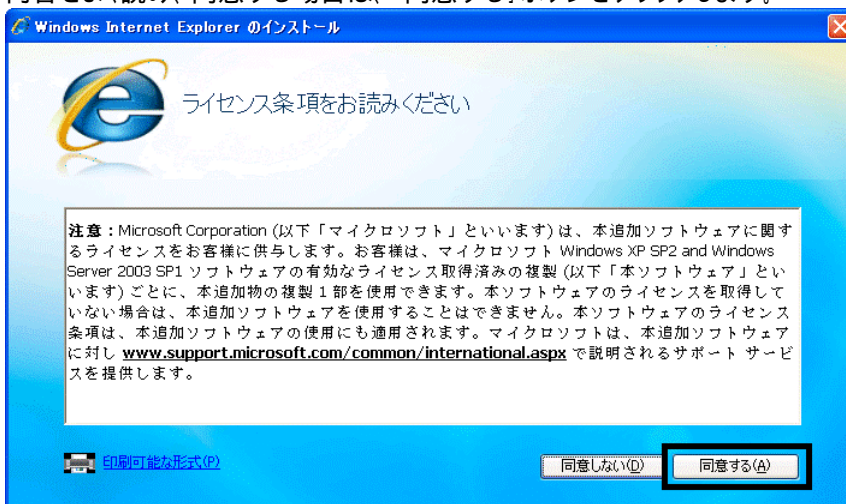 Windows Internet Explorer のインストール
ライセンス条項をお読みください
注意：Microsoft Corporation (以下「マイクロソフト」といいます) は、本追加ソフトウェアに関す
るライセンスをお客様に供与します。お客様は、マイクロソフト Windows XP SP2 and Windows
Server 2003 SP1 ソフトウェアの有効なライセンス取得済みの複製 (以下「本ソフトウェア」とい
います) ごとに、本追加物の複製 1 部を使用できます。本ソフトウェアのライセンスを取得して
いない場合は、本追加ソフトウェアを使用することはできません。本ソフトウェアのライセンス
条項は、本追加ソフトウェアの使用にも適用されます。マイクロソフトは、本追加ソフトウェア
に対し www.support.microsoft.com/common/international.aspx で説明されるサポート サービ
スを提供します。
印刷可能な形式(P)
同意しない(D) 同意する(A)